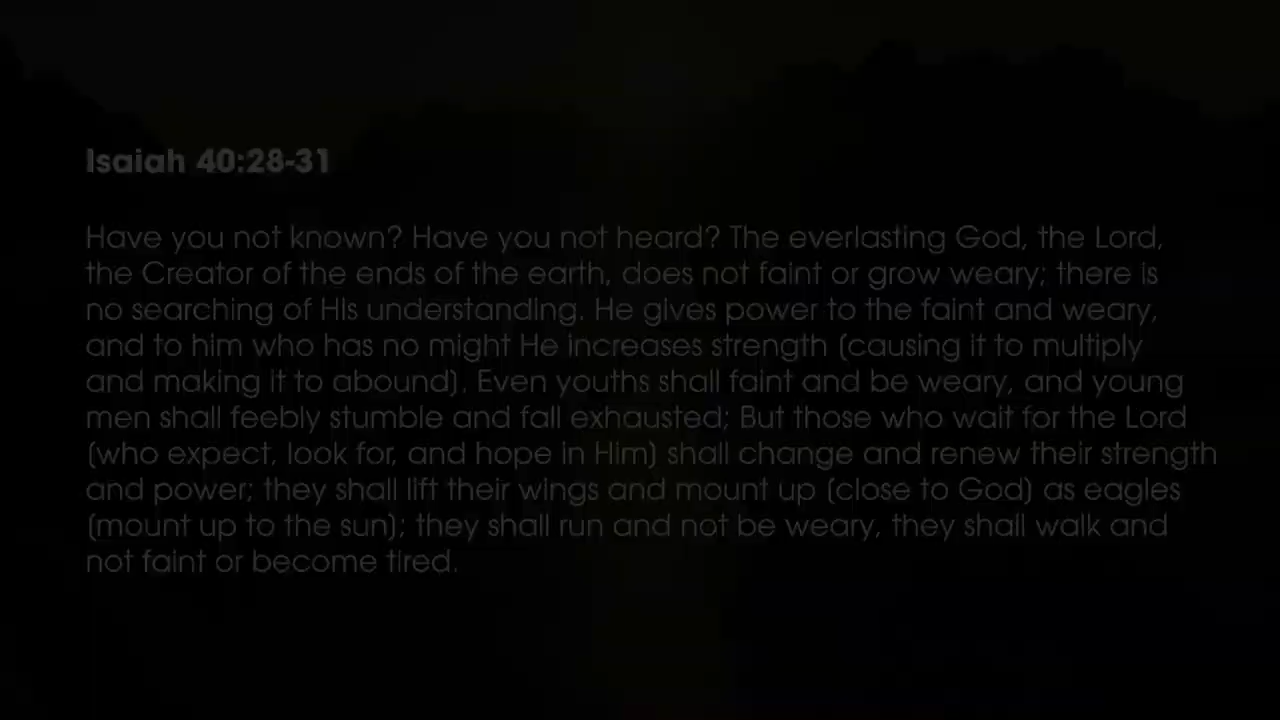 Isaiah 40:28-31
Have you not known? Have you not heard? The everlasting God, the Lord,
the Creator of the ends of the earth, does not faint or grow weary; there is
no searching of HIs understanding. He gives power to the faint and weary,
and to him who has no might He increases strength (causing it to multiply
and making it to abound). Even youths shall faint and be weary, and young
men shall feebly stumble and fall exhausted; But those who wait for the Lord
(who expect, look for, and hope in Him) shall change and renew their strength
and power; they shall lift their wings and mount up (close to God) as eagles
(mount up to the sun); they shall run and not be weary, they shall walk and
not faint or become tired.